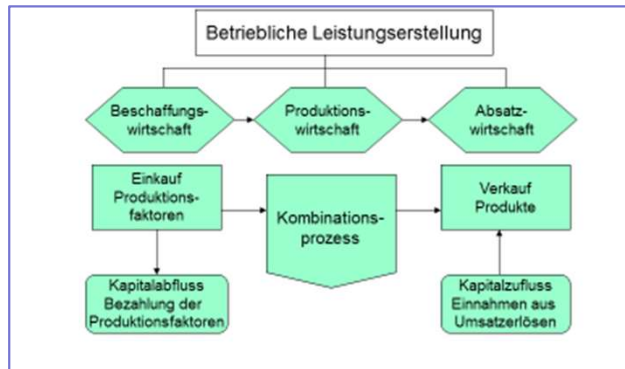 Betriebliche Leistungserstellung
Beschaffungs-
wirtschaft
Produktions-
wirtschaft
Absatz-
wirtschaft
Einkauf
Produktions-
faktoren
Kombinations-
prozess
Verkauf
Produkte
Kapitalabfluss
Bezahlung der
Produktionsfaktoren
Kapitalzufluss
Einnahmen aus
Umsatzerlösen